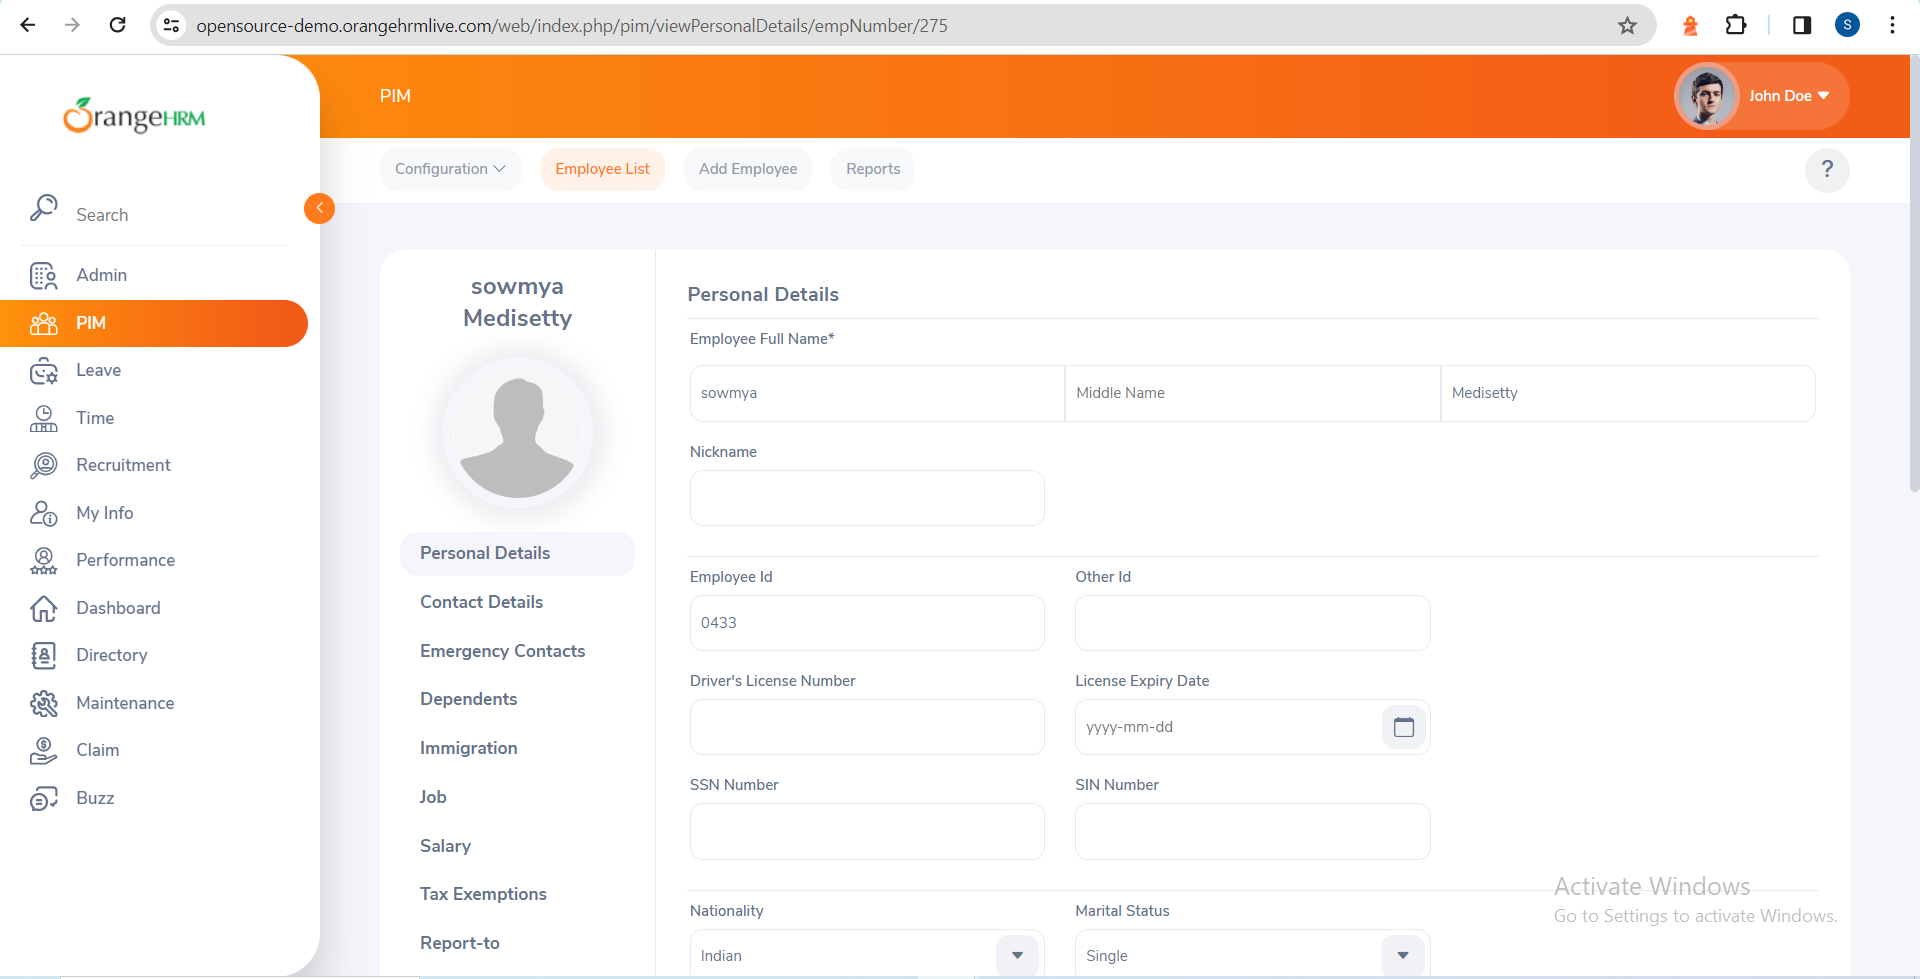 opensource-demo.orangehrmlive.com/web/index.php/pim/viewPersonalDetails/empNumber/275
S
OrangeHRM
Search
Admin
PIM
Leave
Time
Recruitment
My Info
Performance
Dashboard
Directory
Maintenance
Claim
Buzz
PIM
John Doe
Configuration
Employee List
Add Employee
Reports
?
sowmya
Medisetty
Personal Details
Contact Details
Emergency Contacts
Dependents
Immigration
Job
Salary
Tax Exemptions
Report-to
Personal Details
Employee Full Name*
sowmya Middle Name Medisetty
Nickname
Employee Id Other Id
0433
Driver's License Number License Expiry Date
yyyy-mm-dd
SSN Number SIN Number
Nationality Marital Status
Indian Single
Activate Windows
Go to Settings to activate Windows.